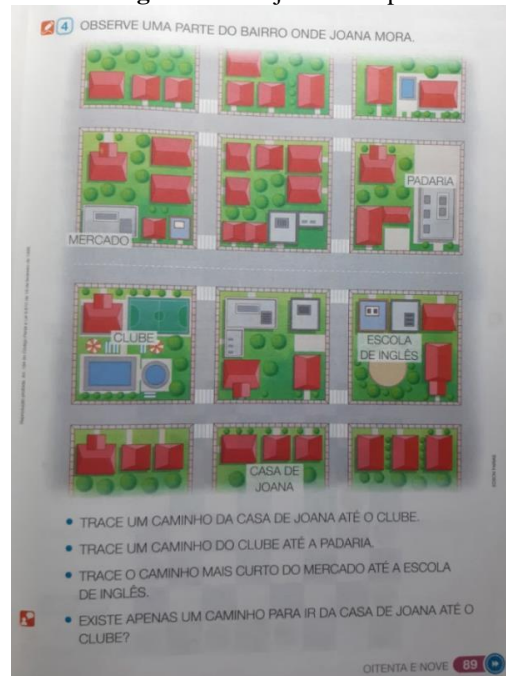 4 OBSERVE UMA PARTE DO BAIRRO ONDE JOANA MORA.
PADARIA
MERCADO
CLUBE
ESCOLA
DE INGLÊS
CASA DE
JOANA
• TRACE UM CAMINHO DA CASA DE JOANA ATÉ O CLUBE.
• TRACE UM CAMINHO DO CLUBE ATÉ A PADARIA.
• TRACE O CAMINHO MAIS CURTO DO MERCADO ATÉ A ESCOLA
DE INGLÊS.
• EXISTE APENAS UM CAMINHO PARA IR DA CASA DE JOANA ATÉ O
CLUBE?
OITENTA E NOVE 89